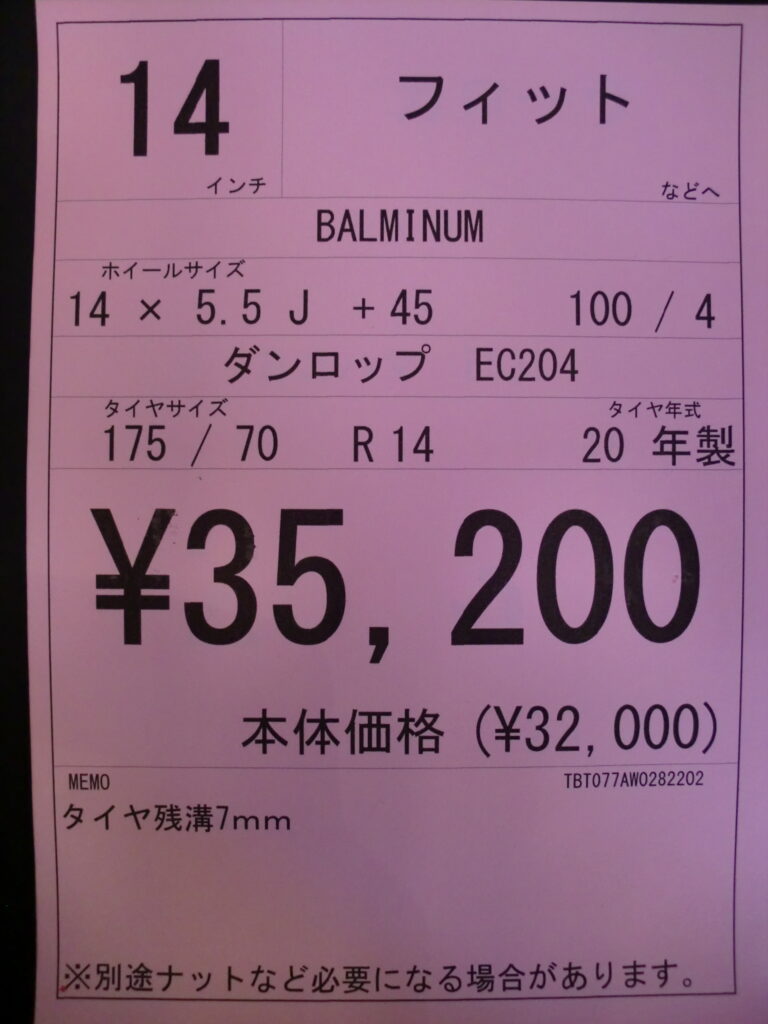 14 インチ
フィット などへ
BALMINUM
ホイールサイズ
14 × 5.5 J +45 100 / 4
ダンロップ EC204
タイヤサイズ タイヤ年式
175 / 70 R 14 20 年製
¥35,200
本体価格 (¥32,000)
MEMO TBT077AW0282202
タイヤ残溝7mm
※別途ナットなど必要になる場合があります。